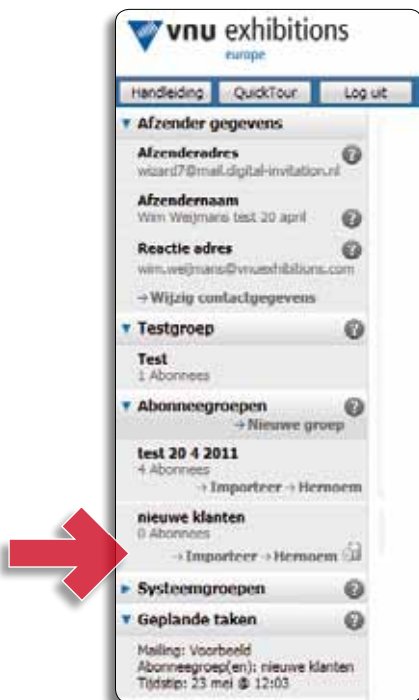 vnu exhibitions
europe
Handleiding QuickTour Log uit
Afzender gegevens
Afzenderadres
wizard7@mail.digital-invitation.nl
Afzendernaam
Wim Weijmans test 20 april
Reactie adres
wim.weijmans@vnuexhibitions.com
→ Wijzig contactgegevens
Testgroep
Test
1 Abonnees
Abonneegroepen
→ Nieuwe groep
test 20 4 2011
4 Abonnees
→ Importeer → Hernoem
nieuwe klanten
0 Abonnees
→ Importeer → Hernoem
Systeemgroepen
Geplande taken
Mailing: Voorbeeld
Abonneegroep(en): nieuwe klanten
Tijdstip: 23 mei @ 12:03